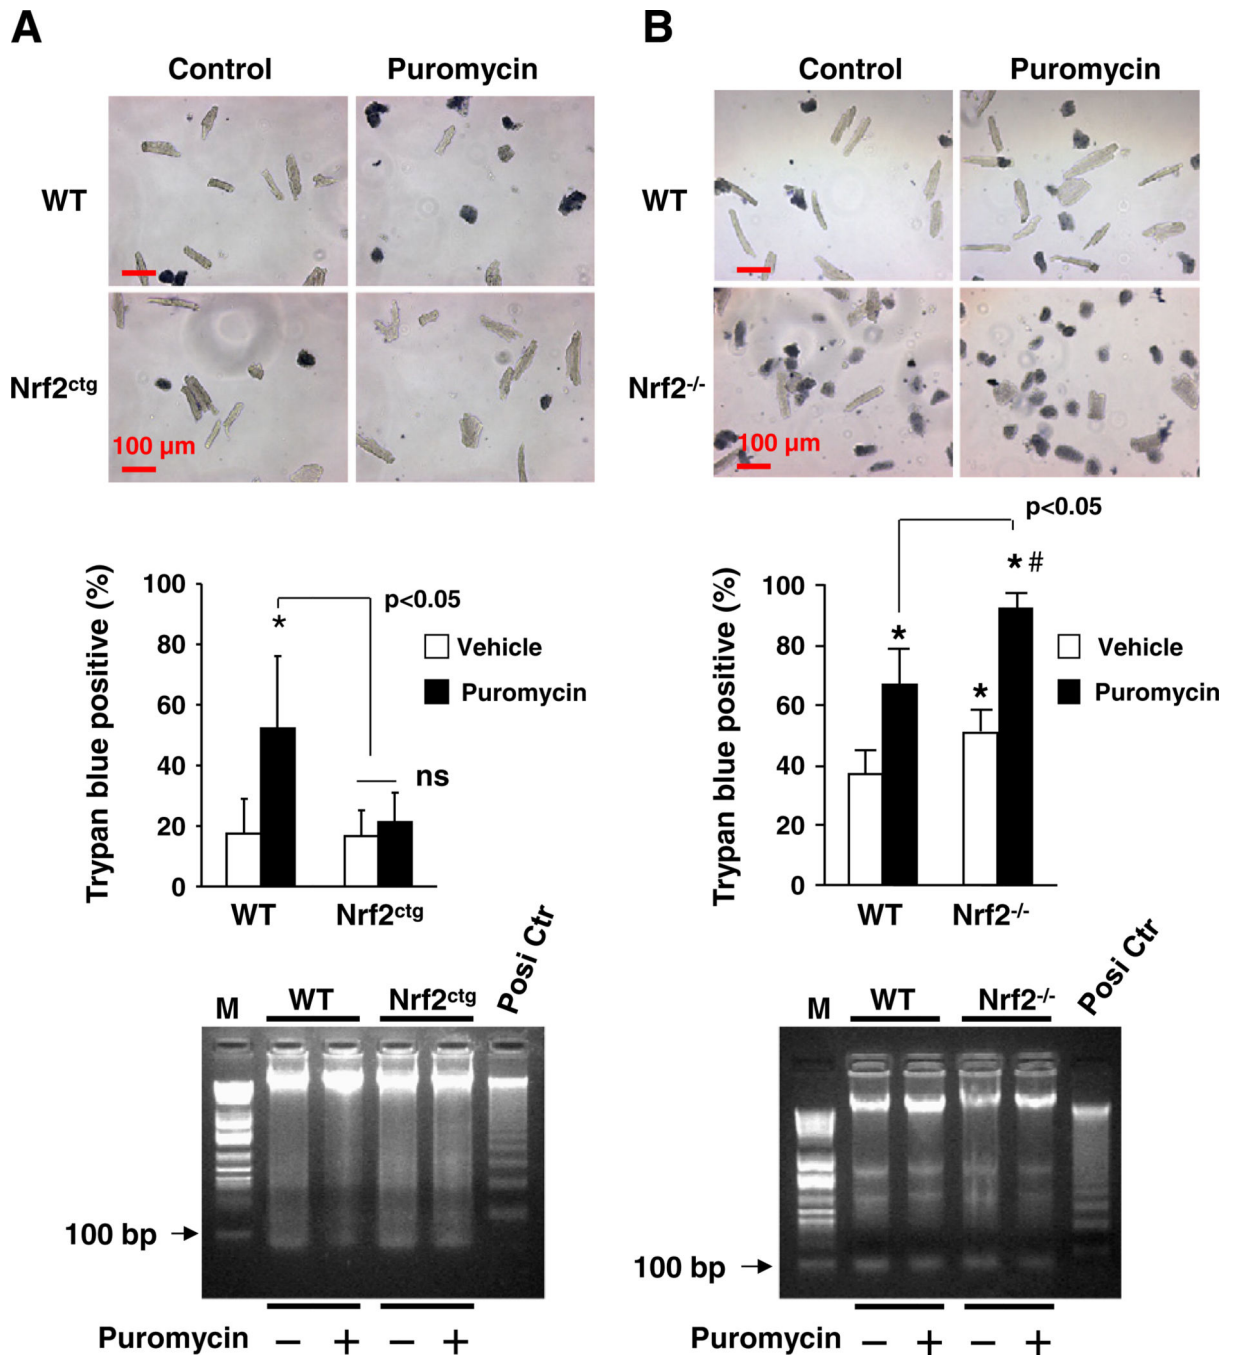 A
Control Puromycin
WT
Nrf2ctg
100 µm
Trypan blue positive (%)
100
80
60
40
20
0
*
p<0.05
ns
Vehicle
Puromycin
WT Nrf2ctg
M WT Nrf2ctg Posi Ctr
100 bp
Puromycin − + − +
B
Control Puromycin
WT
Nrf2-/-
100 µm
Trypan blue positive (%)
100
80
60
40
20
0
p<0.05
* #
*
*
Vehicle
Puromycin
WT Nrf2-/-
M WT Nrf2-/- Posi Ctr
100 bp
Puromycin − + − +